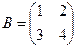 B = (1 2
3 4)